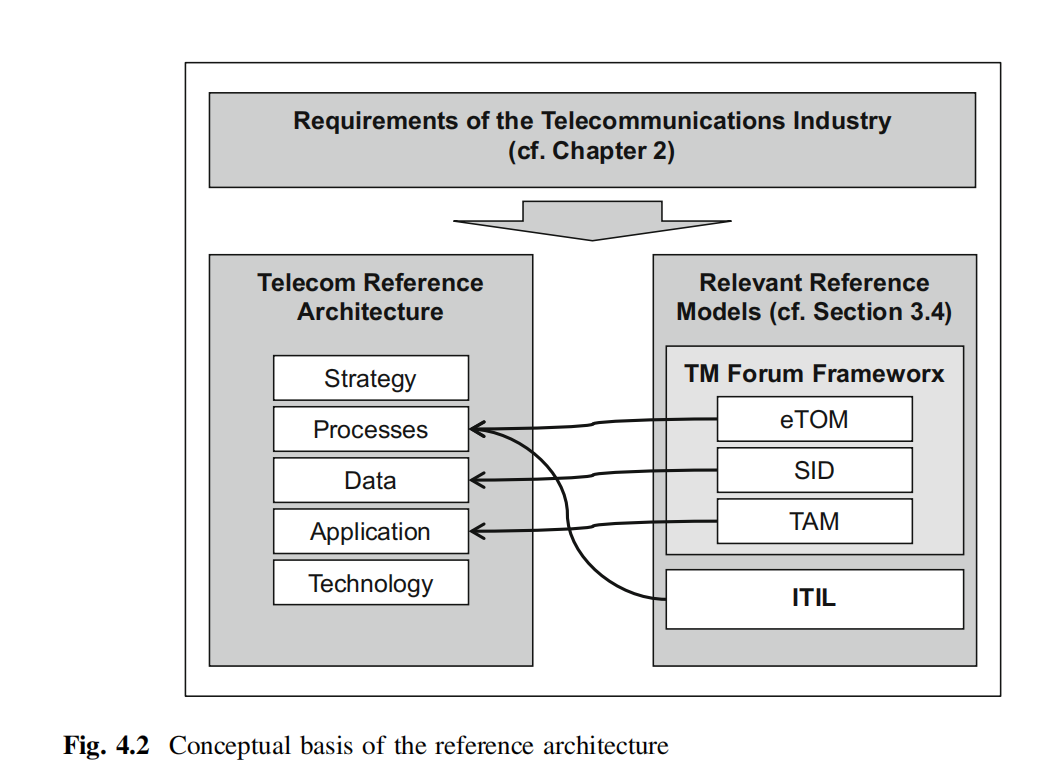 Requirements of the Telecommunications Industry
(cf. Chapter 2)
Telecom Reference
Architecture
Strategy
Processes
Data
Application
Technology
Relevant Reference
Models (cf. Section 3.4)
TM Forum Frameworx
eTOM
SID
TAM
ITIL
Fig. 4.2 Conceptual basis of the reference architecture